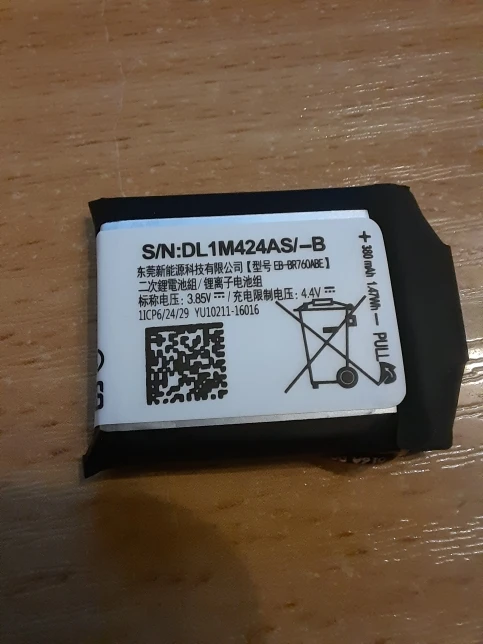 S/N:DL1M424AS/-B
东莞新能源科技有限公司【型号 EB-BR760ABE】
二次鋰電池組/锂离子电池组
标称电压: 3.85V⎓/充电限制电压: 4.4V⎓
1ICP6/24/29 YU10211-16016
+ 380 mAh 1.47Wh − PULL